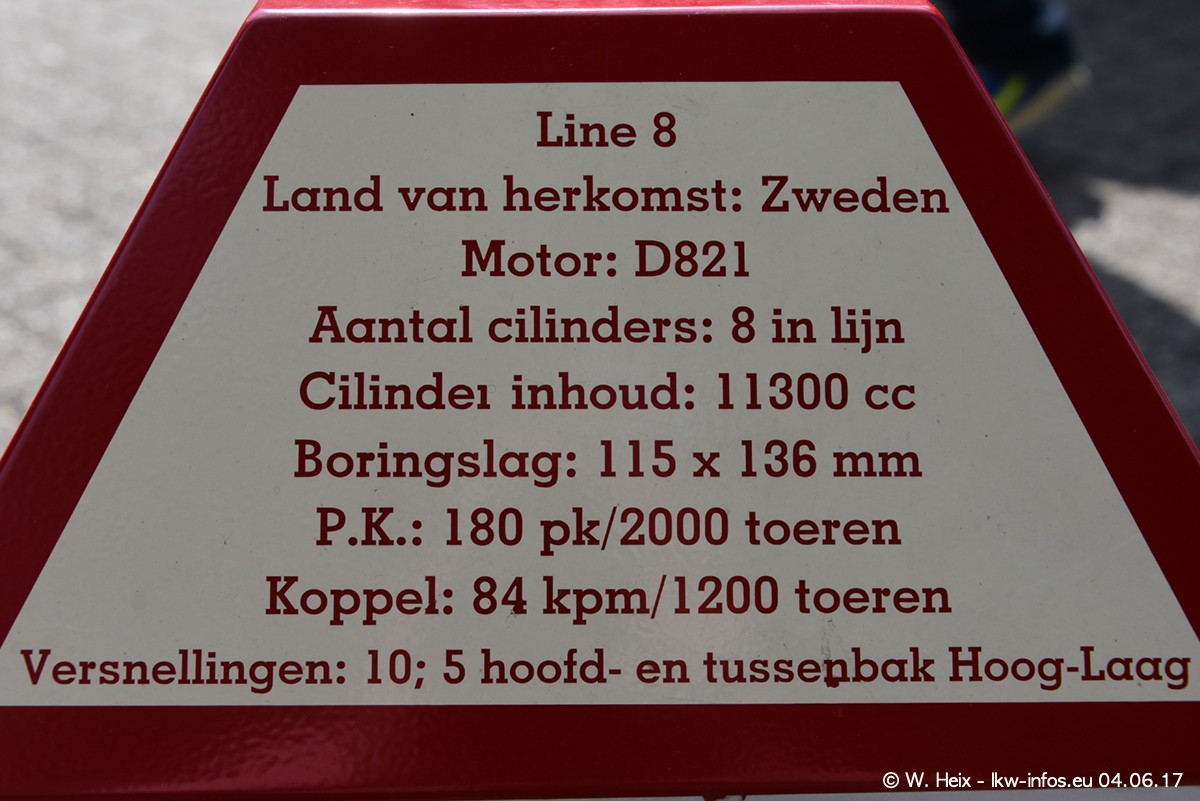 Line 8
Land van herkomst: Zweden
Motor: D821
Aantal cilinders: 8 in lijn
Cilinder inhoud: 11300 cc
Boringslag: 115 x 136 mm
P.K.: 180 pk/2000 toeren
Koppel: 84 kpm/1200 toeren
Versnellingen: 10; 5 hoofd- en tussenbak Hoog-Laag
© W. Heix - lkw-infos.eu 04.06.17